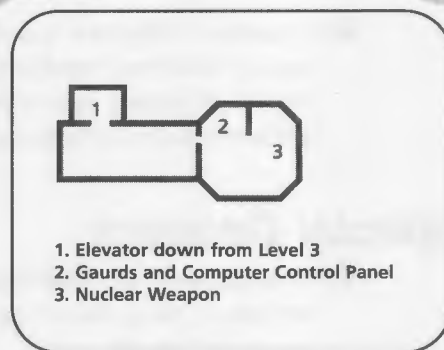 1
2
3
1. Elevator down from Level 3
2. Gaurds and Computer Control Panel
3. Nuclear Weapon